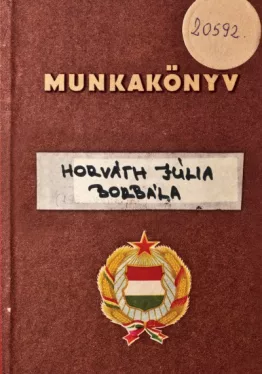 20592.
MUNKAKÖNYV
HORVÁTH JÚLIA
BORBÁLA